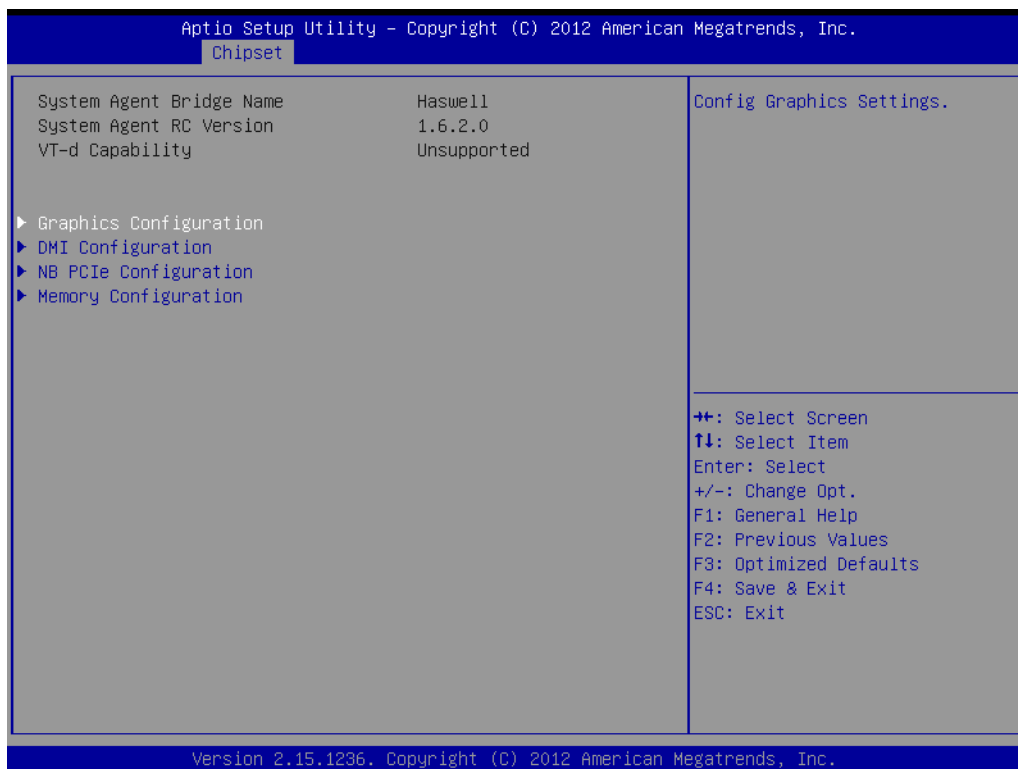 Aptio Setup Utility – Copyright (C) 2012 American Megatrends, Inc.
Chipset
System Agent Bridge Name Haswell
System Agent RC Version 1.6.2.0
VT-d Capability Unsupported
▶ Graphics Configuration
▶ DMI Configuration
▶ NB PCIe Configuration
▶ Memory Configuration
Config Graphics Settings.
→←: Select Screen
↑↓: Select Item
Enter: Select
+/-: Change Opt.
F1: General Help
F2: Previous Values
F3: Optimized Defaults
F4: Save & Exit
ESC: Exit
Version 2.15.1236. Copyright (C) 2012 American Megatrends, Inc.